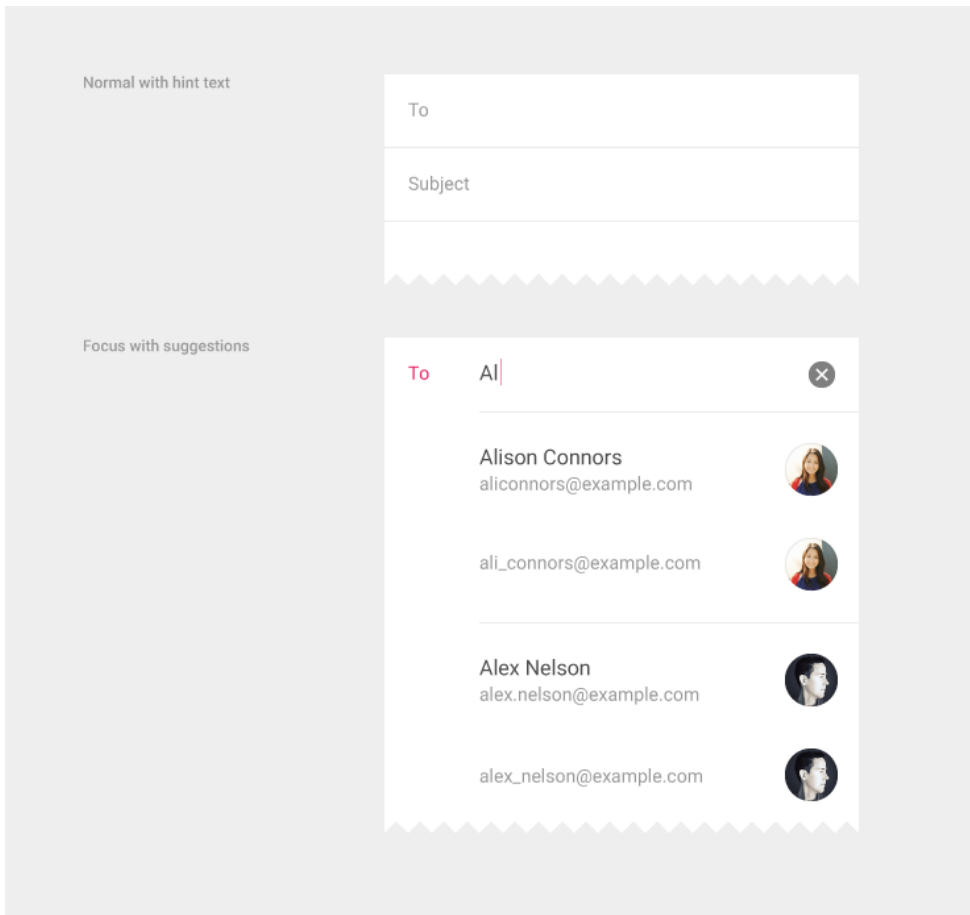 Normal with hint text
To
Subject
Focus with suggestions
To Al
Alison Connors
aliconnors@example.com
ali_connors@example.com
Alex Nelson
alex.nelson@example.com
alex_nelson@example.com